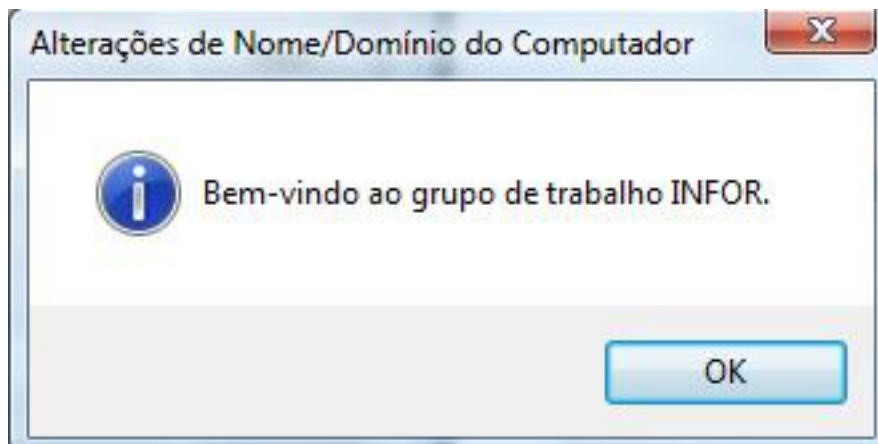 Alterações de Nome/Domínio do Computador
Bem-vindo ao grupo de trabalho INFOR.
OK